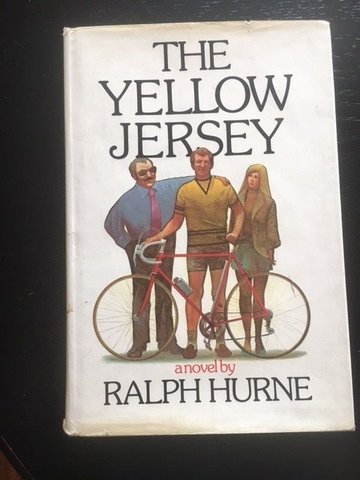 THE
YELLOW
JERSEY
a novel by
RALPH HURNE